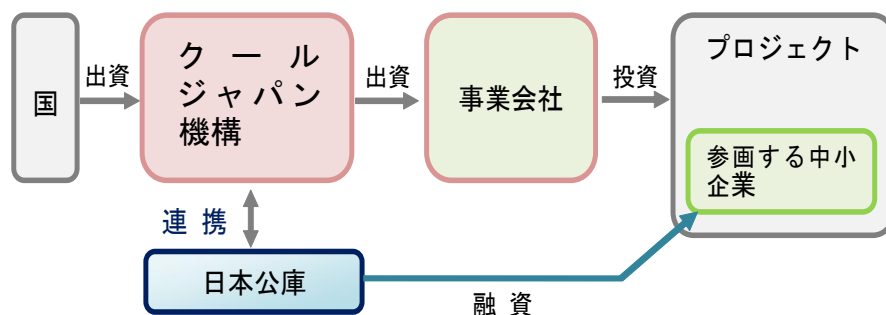 国
出資
クール
ジャパン
機構
出資
事業会社
投資
プロジェクト
参画する中小
企業
連携
日本公庫
融資